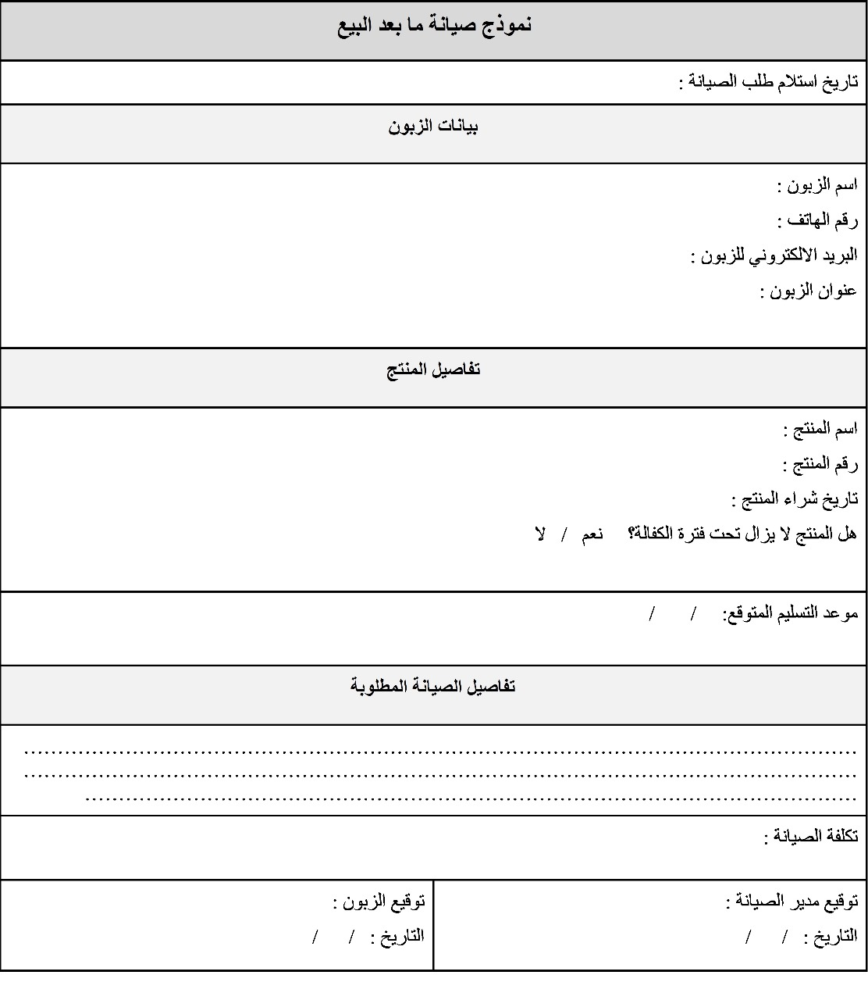 نموذج صيانة ما بعد البيع
تاريخ استلام طلب الصيانة :
بيانات الزبون
اسم الزبون :
رقم الهاتف :
البريد الالكتروني للزبون :
عنوان الزبون :
تفاصيل المنتج
اسم المنتج :
رقم المنتج :
تاريخ شراء المنتج :
هل المنتج لا يزال تحت فترة الكفالة؟ نعم / لا
موعد التسليم المتوقع: / /
تفاصيل الصيانة المطلوبة
..................................................................................................................
..................................................................................................................
.........................................................................................................
تكلفة الصيانة :
توقيع مدير الصيانة :
التاريخ : / /
توقيع الزبون :
التاريخ : / /